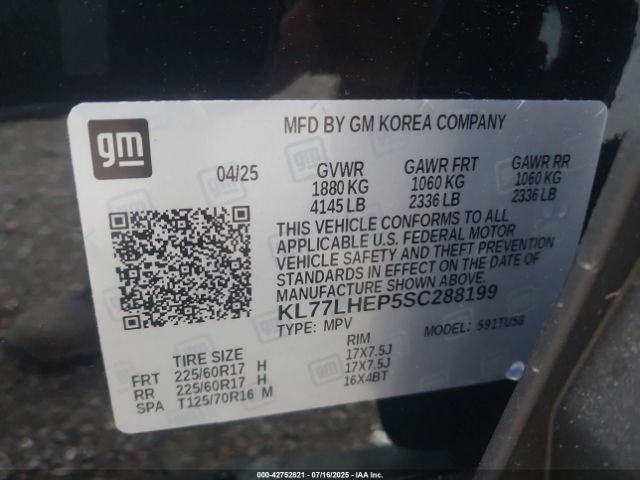 gm
MFD BY GM KOREA COMPANY
04/25 GVWR GAWR FRT GAWR RR
1880 KG 1060 KG 1060 KG
4145 LB 2336 LB 2336 LB
THIS VEHICLE CONFORMS TO ALL
APPLICABLE U.S. FEDERAL MOTOR
VEHICLE SAFETY AND THEFT PREVENTION
STANDARDS IN EFFECT ON THE DATE OF
MANUFACTURE SHOWN ABOVE.
KL77LHEP5SC288199
TYPE: MPV MODEL: 591TU58
TIRE SIZE RIM
FRT 225/60R17 H 17X7.5J
RR 225/60R17 H 17X7.5J
SPA T125/70R16 M 16X4BT
000-42752821 | 07/16/2025 | IAAI.COM